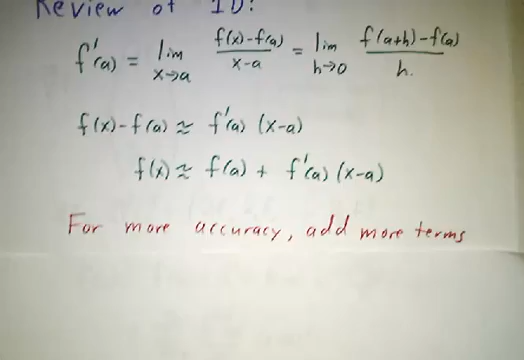 Review of 1D:
f'(a) = lim x→a f(x)-f(a) / x-a = lim h→0 f(a+h)-f(a) / h.
f(x)-f(a) ≈ f'(a) (x-a)
f(x) ≈ f(a) + f'(a) (x-a)
For more accuracy, add more terms